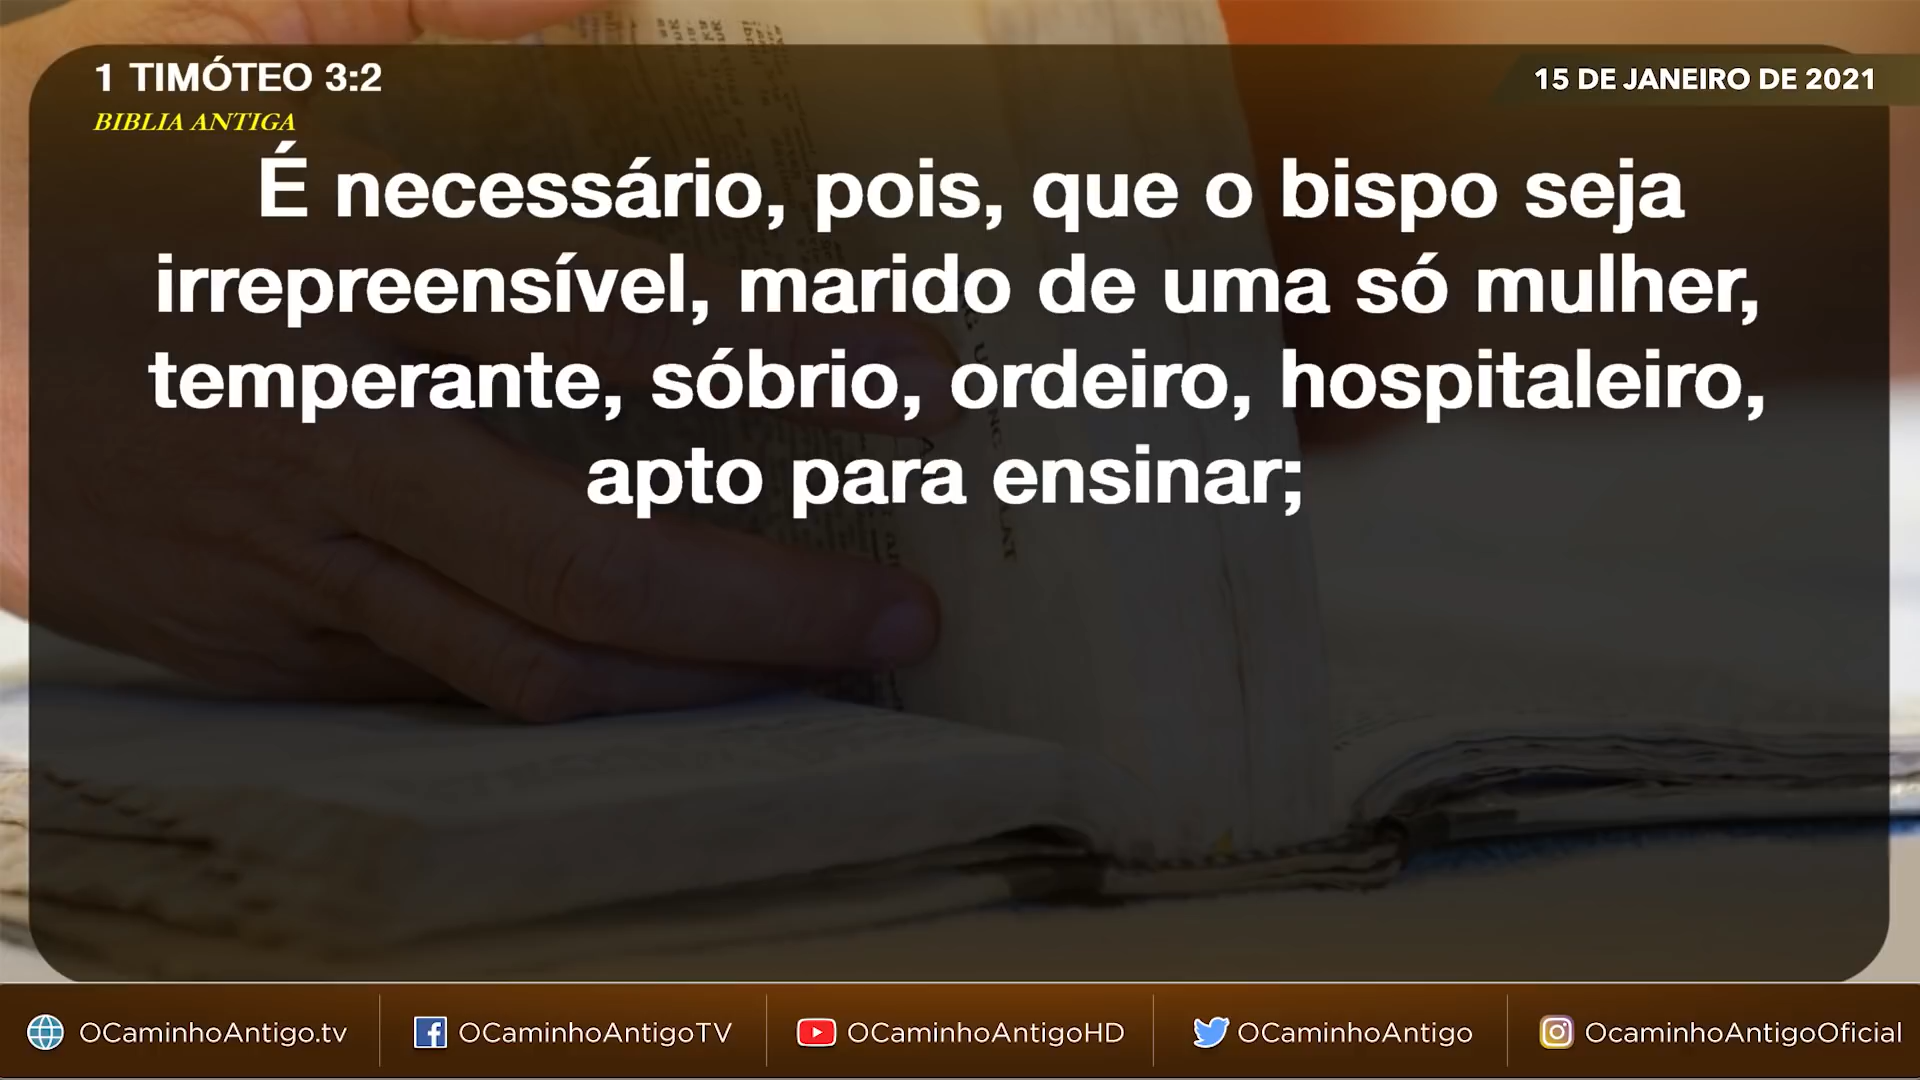 1 TIMÓTEO 3:2
15 DE JANEIRO DE 2021
BIBLIA ANTIGA
É necessário, pois, que o bispo seja
irrepreensível, marido de uma só mulher,
temperante, sóbrio, ordeiro, hospitaleiro,
apto para ensinar;
OCaminhoAntigo.tv
OCaminhoAntigoTV
OCaminhoAntigoHD
OCaminhoAntigo
OcaminhoAntigoOficial